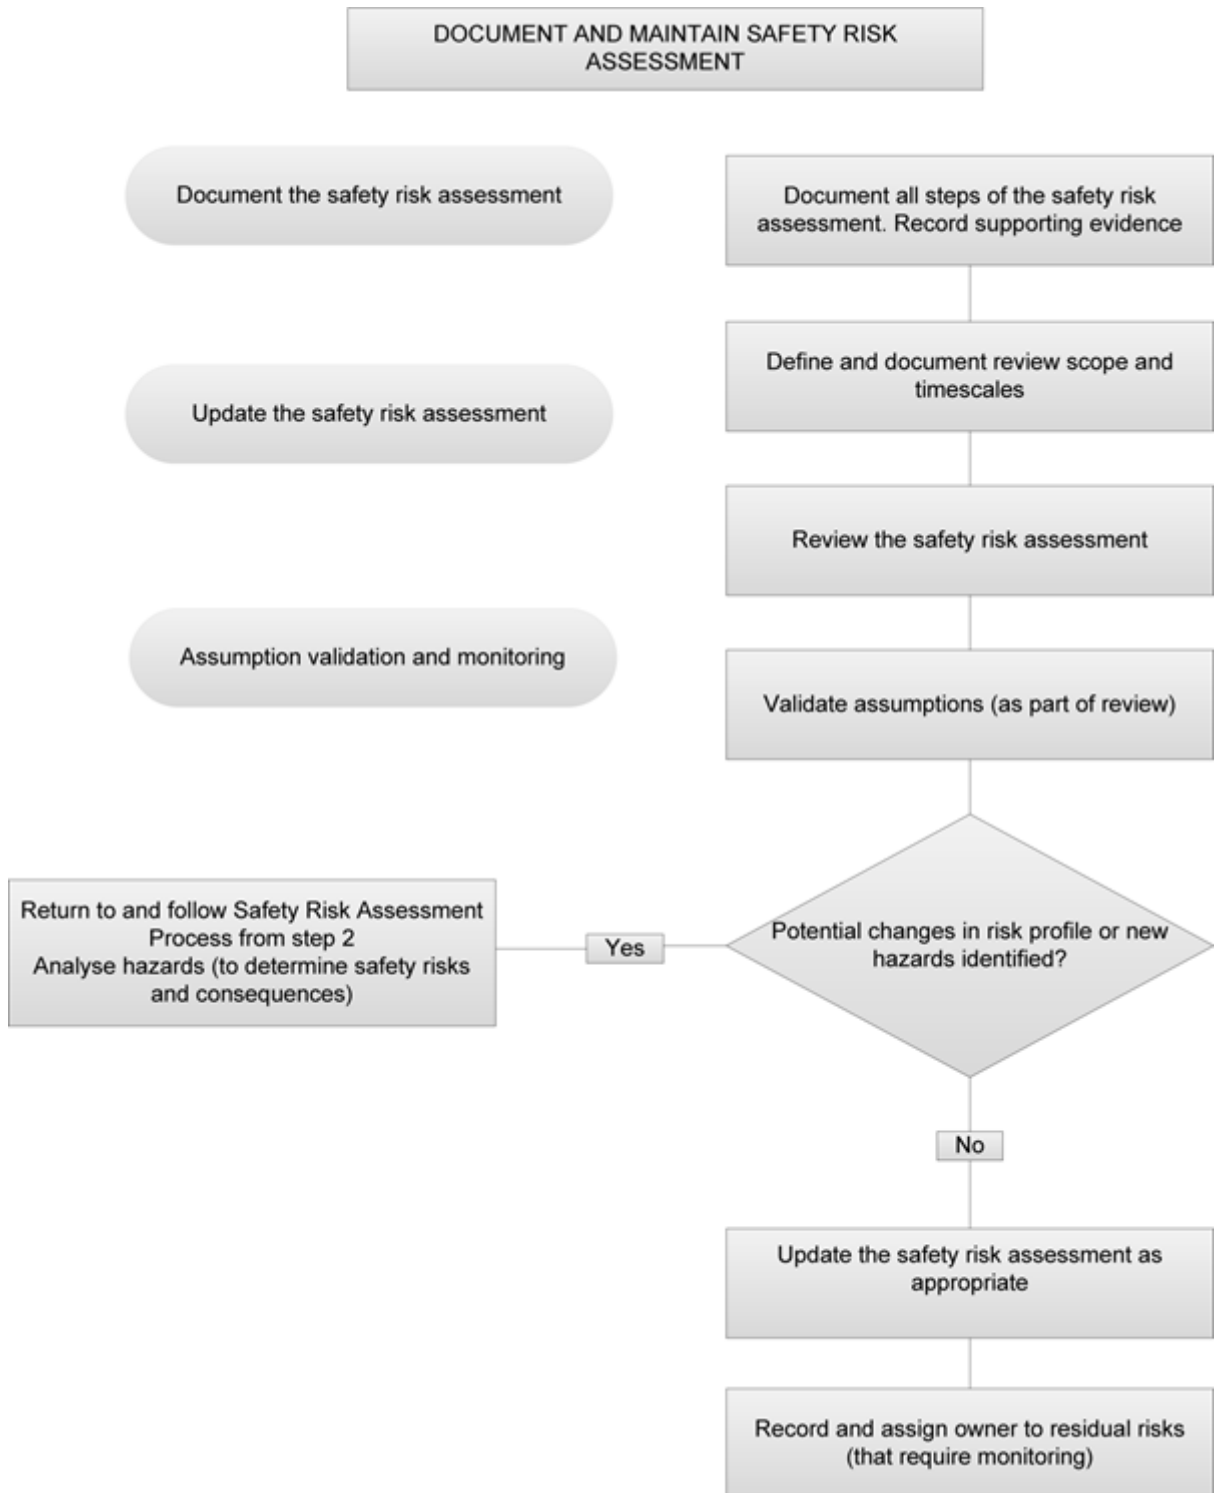 DOCUMENT AND MAINTAIN SAFETY RISK
ASSESSMENT
Document the safety risk assessment
Document all steps of the safety risk
assessment. Record supporting evidence
Define and document review scope and
timescales
Update the safety risk assessment
Review the safety risk assessment
Assumption validation and monitoring
Validate assumptions (as part of review)
Potential changes in risk profile or new
hazards identified?
Yes
Return to and follow Safety Risk Assessment
Process from step 2
Analyse hazards (to determine safety risks
and consequences)
No
Update the safety risk assessment as
appropriate
Record and assign owner to residual risks
(that require monitoring)